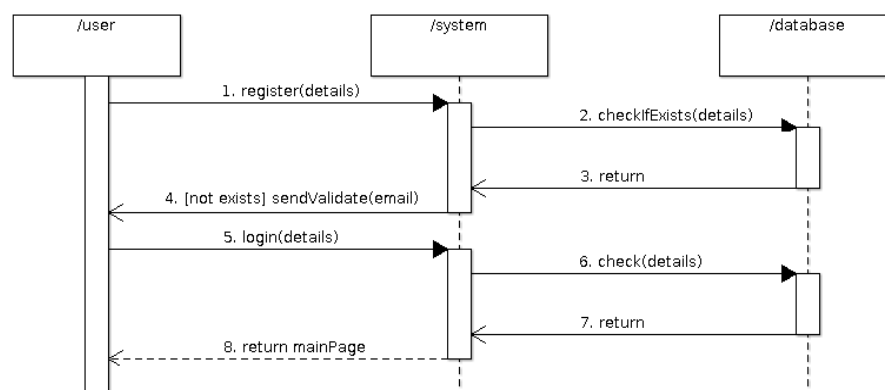 /user
/system
/database
1. register(details)
2. checkIfExists(details)
3. return
4. [not exists] sendValidate(email)
5. login(details)
6. check(details)
7. return
8. return mainPage